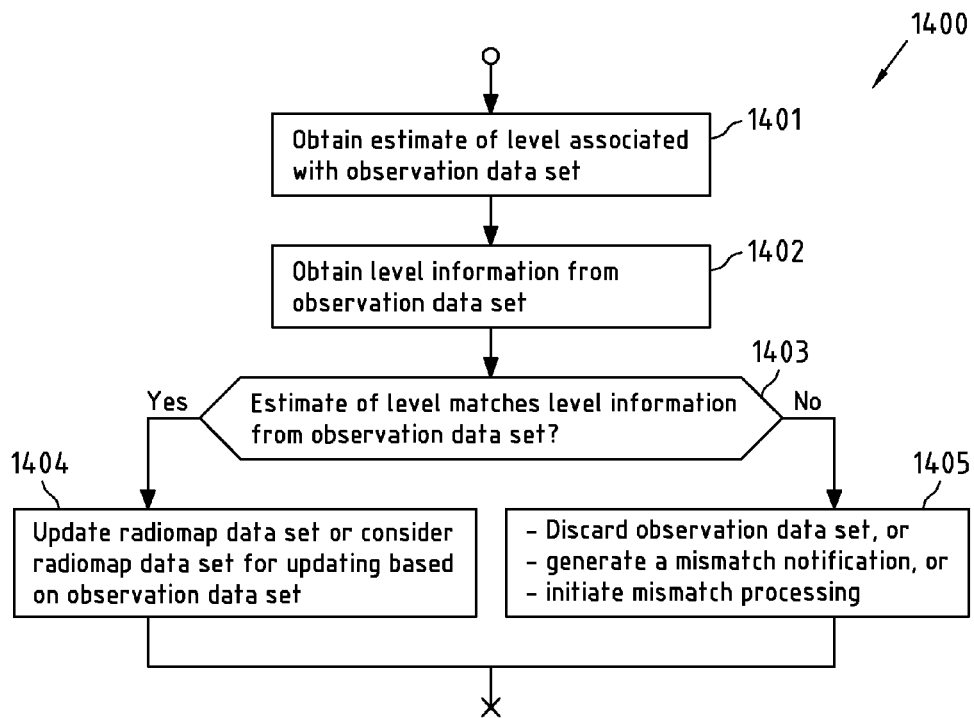 1400
1401
Obtain estimate of level associated
with observation data set
1402
Obtain level information from
observation data set
1403
Yes
Estimate of level matches level information
from observation data set?
No
1404
1405
Update radiomap data set or consider
radiomap data set for updating based
on observation data set
- Discard observation data set, or
- generate a mismatch notification, or
- initiate mismatch processing